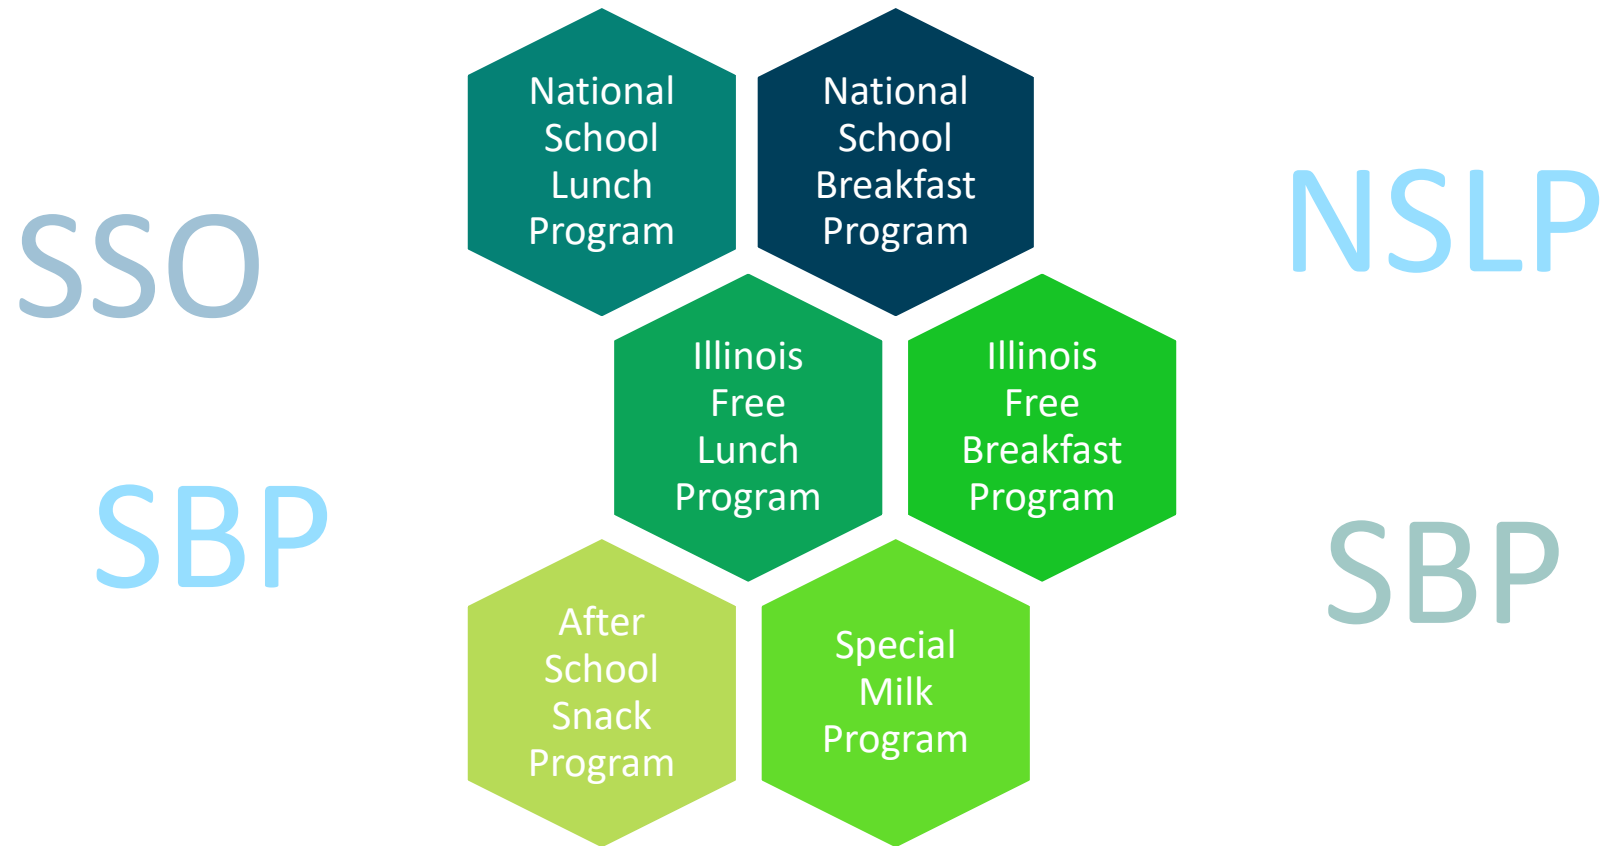 National
School
Lunch
Program
National
School
Breakfast
Program
NSLP
SSO
Illinois
Free
Lunch
Program
Illinois
Free
Breakfast
Program
SBP
SBP
After
School
Snack
Program
Special
Milk
Program